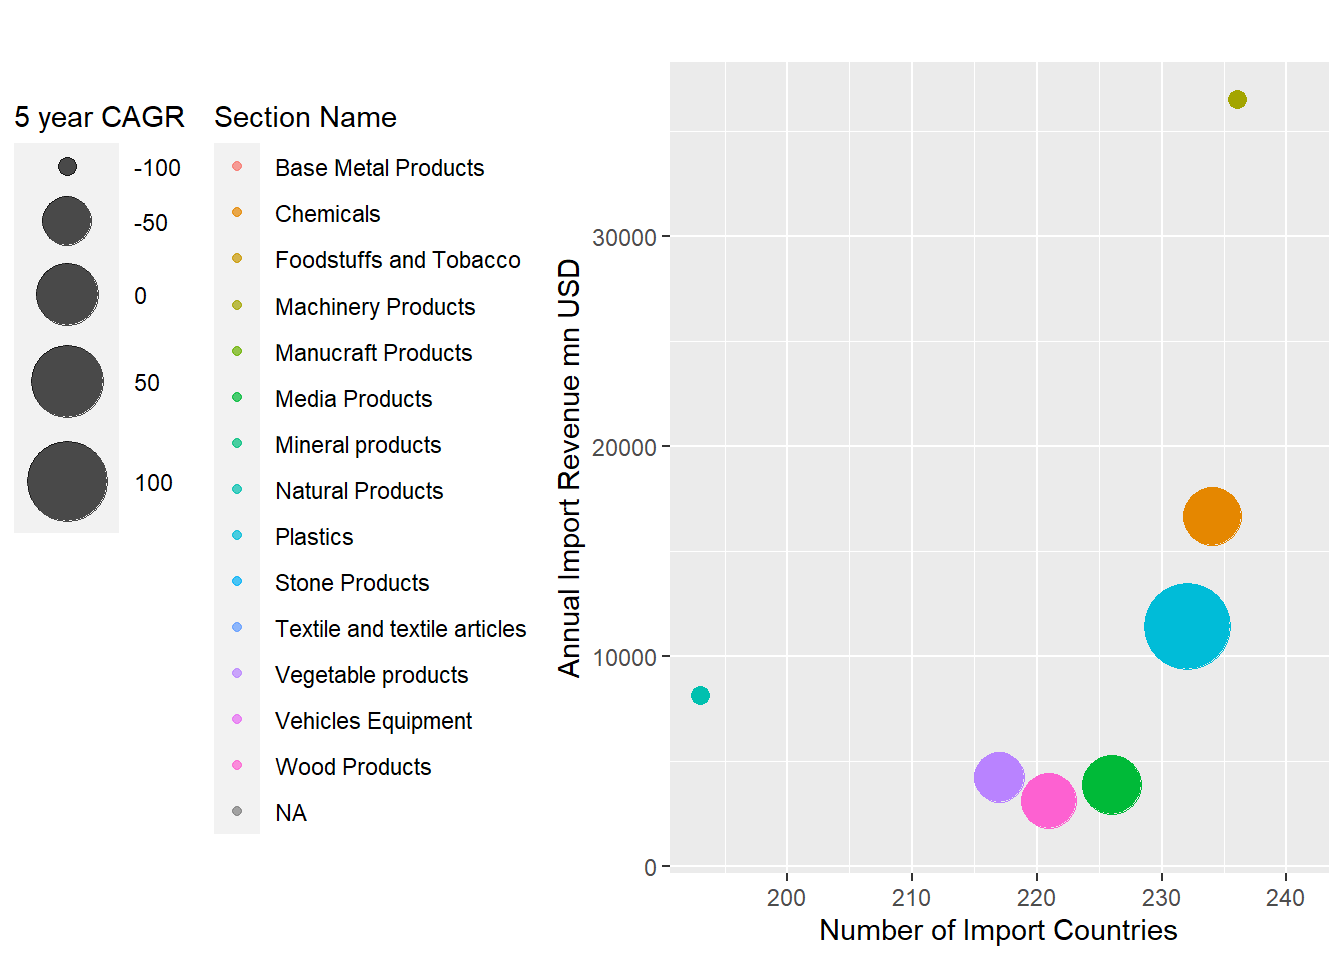 5 year CAGR
-100
-50
0
50
100
Section Name
Base Metal Products
Chemicals
Foodstuffs and Tobacco
Machinery Products
Manucraft Products
Media Products
Mineral products
Natural Products
Plastics
Stone Products
Textile and textile articles
Vegetable products
Vehicles Equipment
Wood Products
NA
Annual Import Revenue mn USD
30000
20000
10000
0
200 210 220 230 240
Number of Import Countries